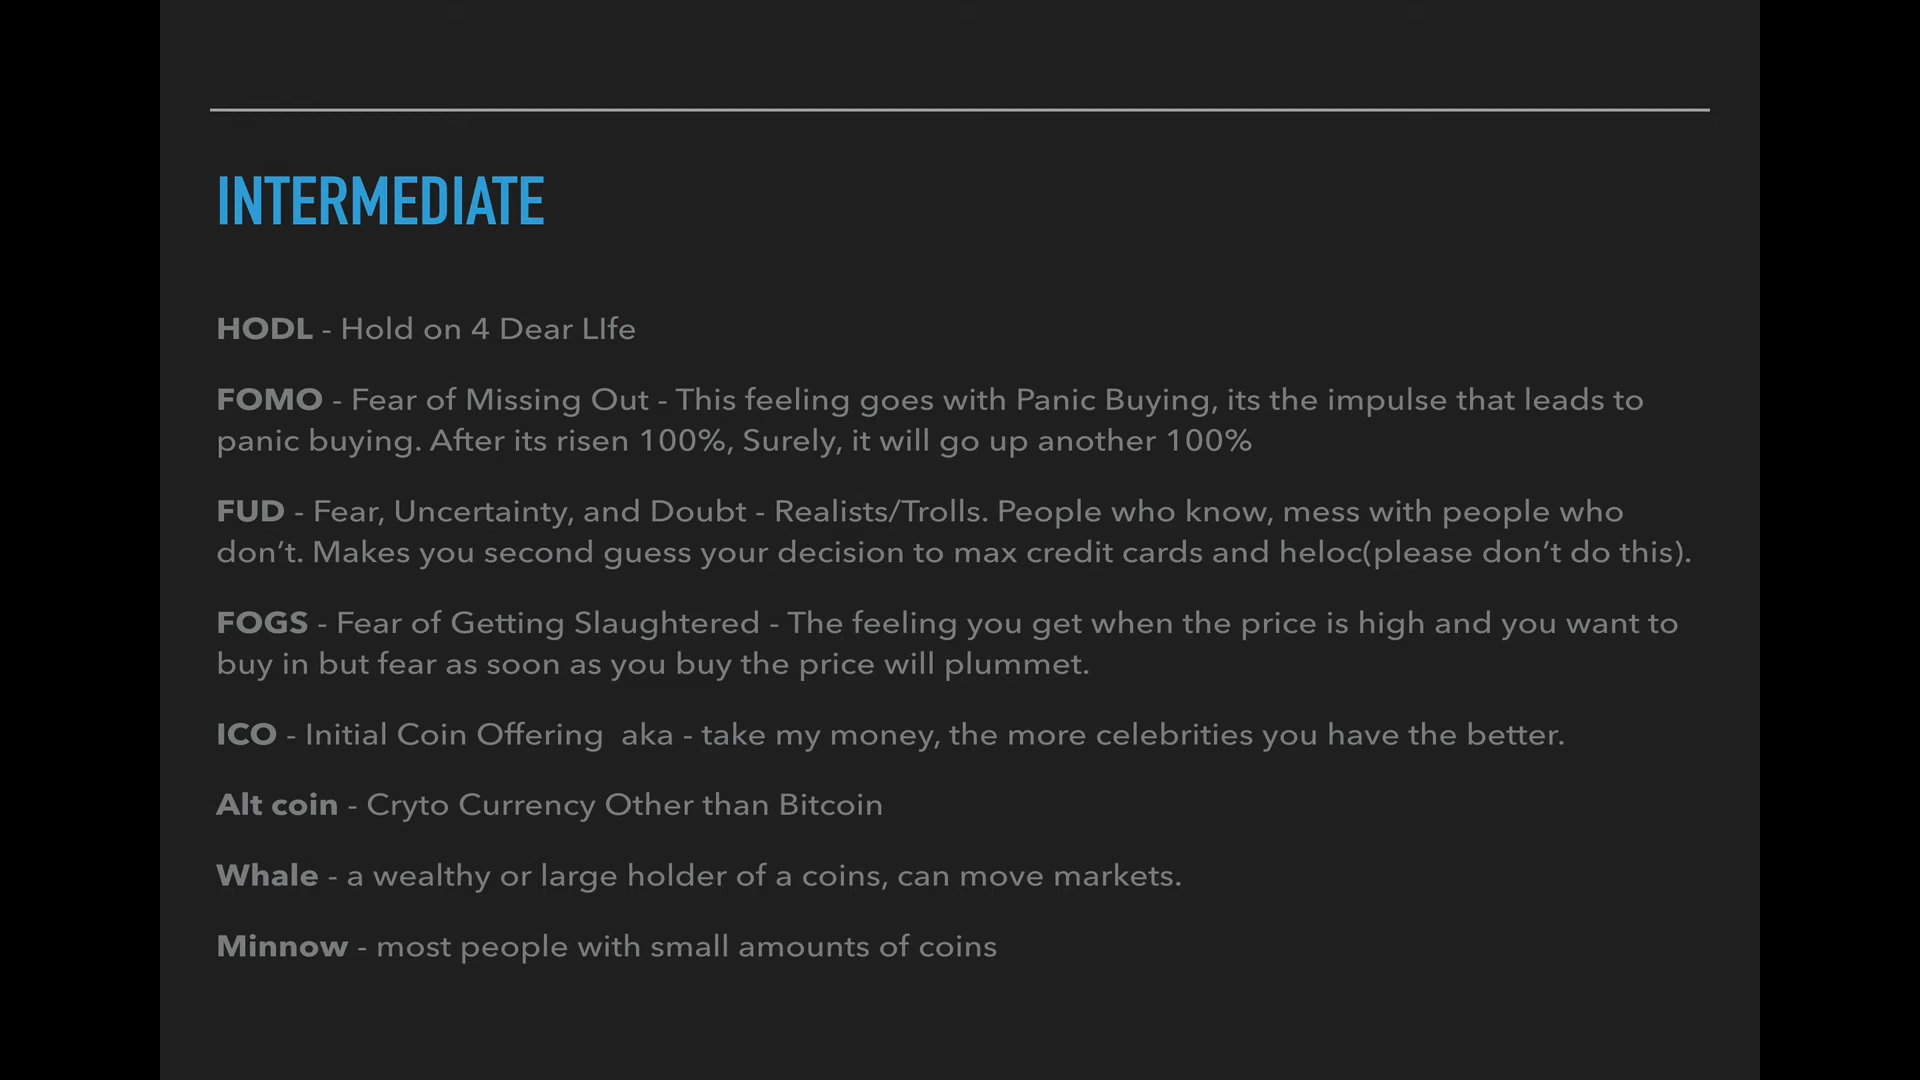 INTERMEDIATE
HODL - Hold on 4 Dear LIfe
FOMO - Fear of Missing Out - This feeling goes with Panic Buying, its the impulse that leads to
panic buying. After its risen 100%, Surely, it will go up another 100%
FUD - Fear, Uncertainty, and Doubt - Realists/Trolls. People who know, mess with people who
don’t. Makes you second guess your decision to max credit cards and heloc(please don’t do this).
FOGS - Fear of Getting Slaughtered - The feeling you get when the price is high and you want to
buy in but fear as soon as you buy the price will plummet.
ICO - Initial Coin Offering  aka - take my money, the more celebrities you have the better.
Alt coin - Cryto Currency Other than Bitcoin
Whale - a wealthy or large holder of a coins, can move markets.
Minnow - most people with small amounts of coins